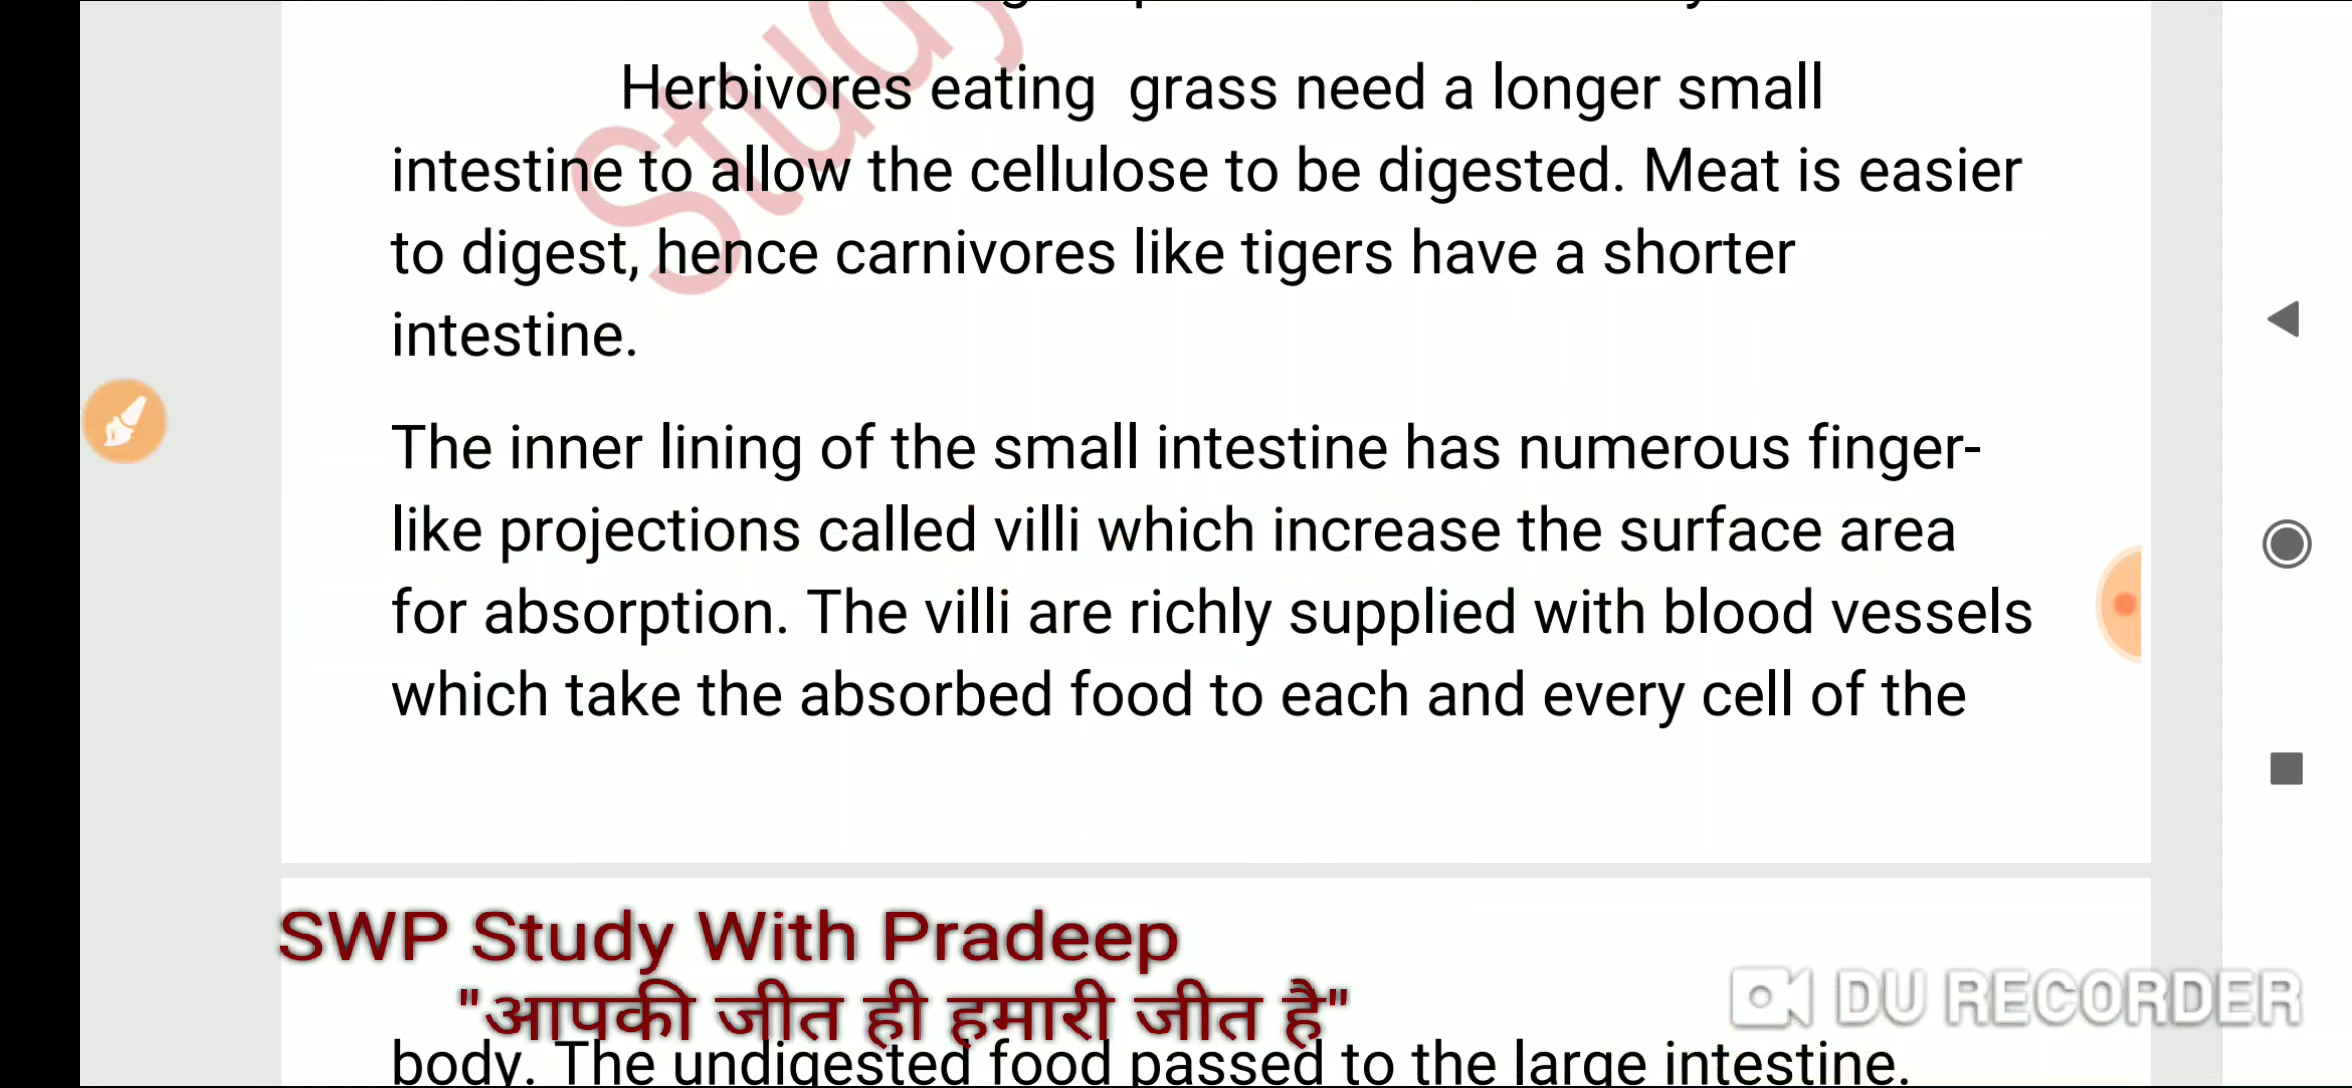 Study
Herbivores eating grass need a longer small
intestine to allow the cellulose to be digested. Meat is easier
to digest, hence carnivores like tigers have a shorter
intestine.
The inner lining of the small intestine has numerous finger-
like projections called villi which increase the surface area
for absorption. The villi are richly supplied with blood vessels
which take the absorbed food to each and every cell of the
SWP Study With Pradeep
"आपकी जीत ही हमारी जीत है"
DU RECORDER
body. The undigested food passed to the large intestine.